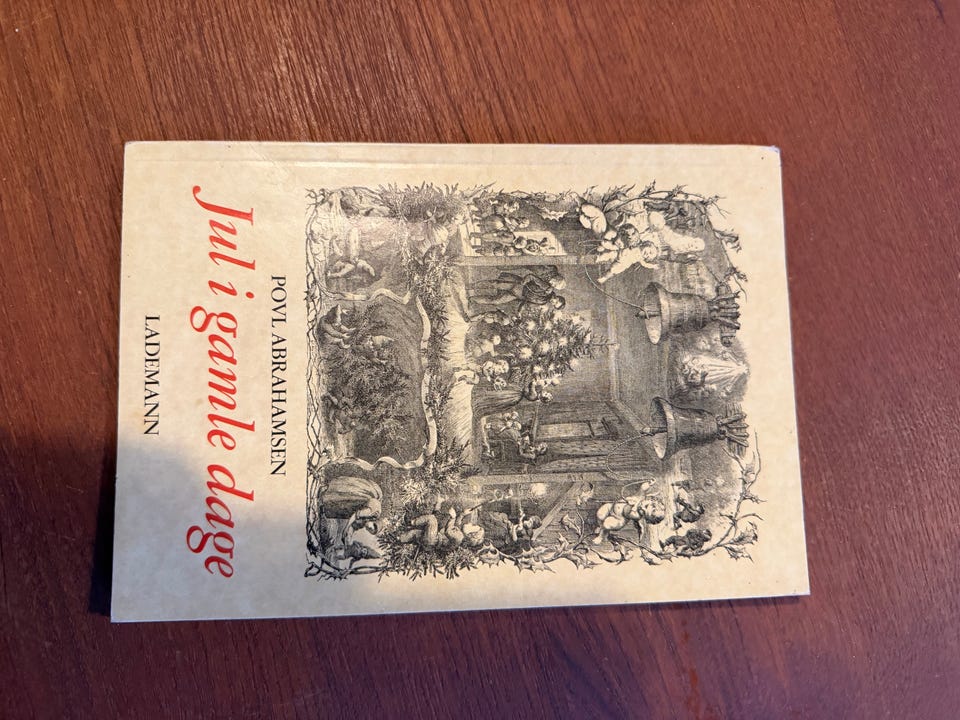 POVL ABRAHAMSEN
Jul i gamle dage
LADEMANN